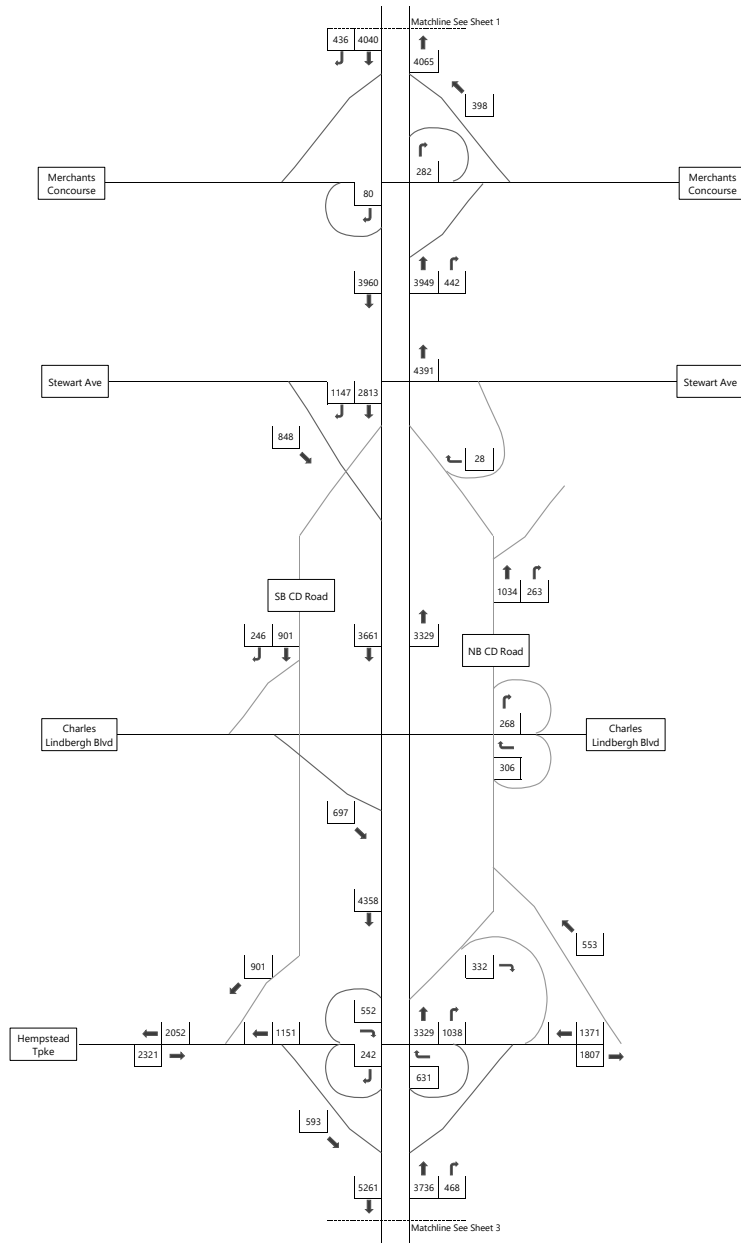 Matchline See Sheet 1
436 4040
4065
398
Merchants
Concourse
282
80
Merchants
Concourse
3960
3949 442
4391
Stewart Ave
Stewart Ave
1147 2813
848
28
1034 263
SB CD Road
246 901
3661
3329
NB CD Road
268
Charles
Lindbergh Blvd
Charles
Lindbergh Blvd
306
697
4358
553
901
332
552
2052
1151
3329 1038
1371
Hempstead
Tpke
2321
242
1807
631
593
5261
3736 468
Matchline See Sheet 3